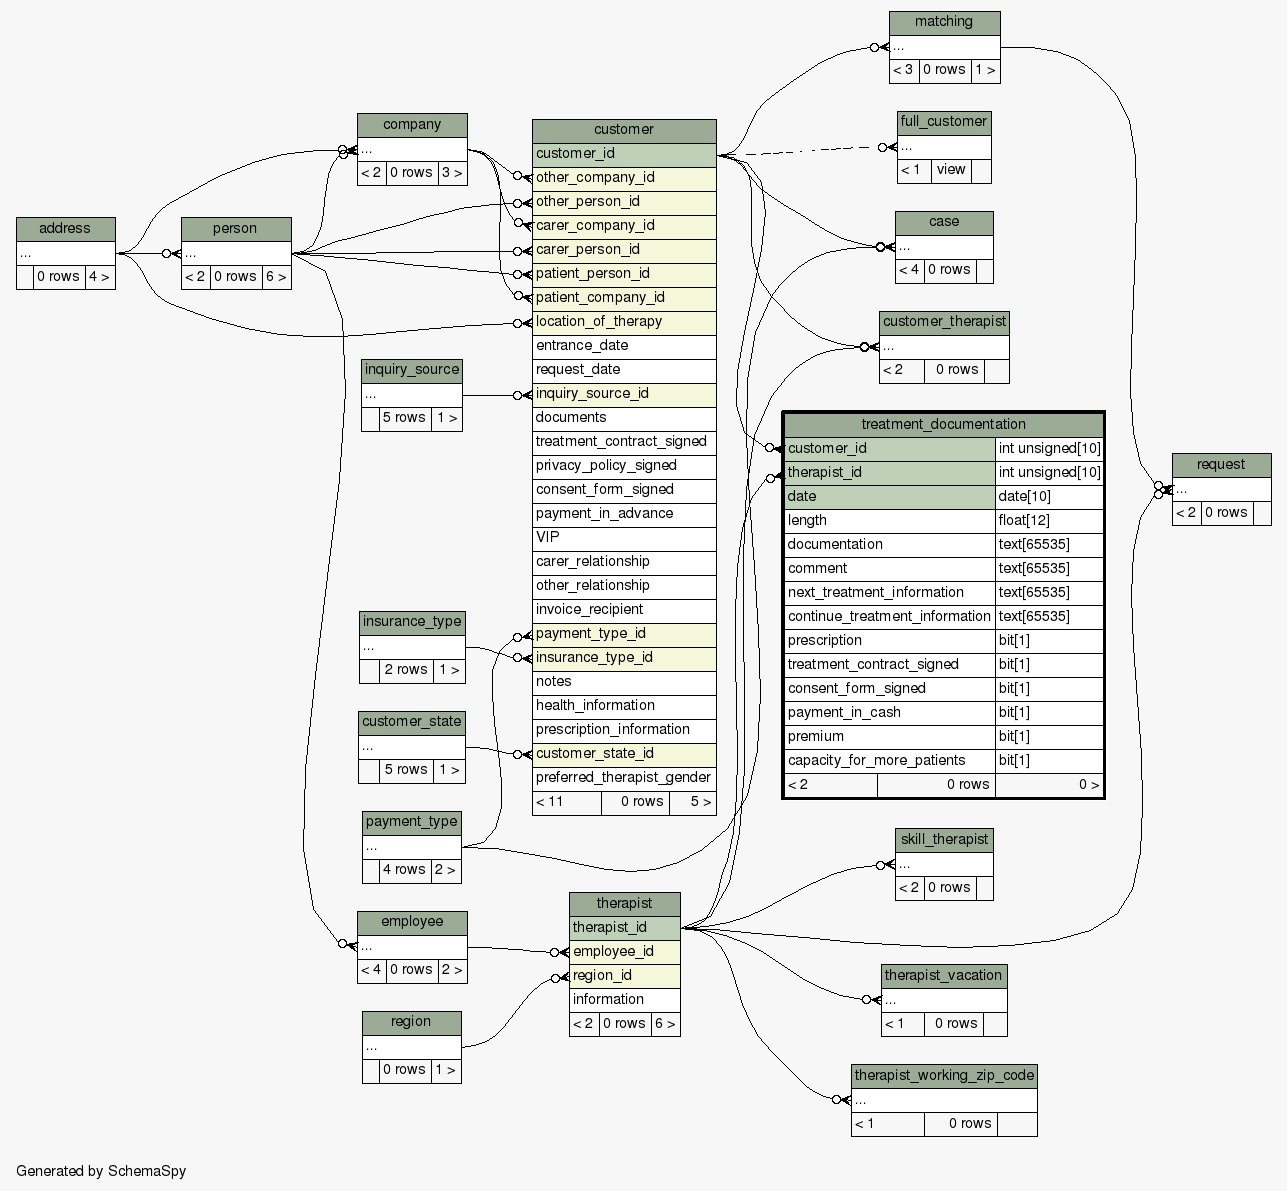 matching
...
< 3 0 rows 1 >
full_customer
...
< 1 view
case
...
< 4 0 rows
customer_therapist
...
< 2 0 rows
company
...
< 2 0 rows 3 >
address
...
0 rows 4 >
person
...
< 2 0 rows 6 >
customer
customer_id
other_company_id
other_person_id
carer_company_id
carer_person_id
patient_person_id
patient_company_id
location_of_therapy
entrance_date
request_date
inquiry_source_id
documents
treatment_contract_signed
privacy_policy_signed
consent_form_signed
payment_in_advance
VIP
carer_relationship
other_relationship
invoice_recipient
payment_type_id
insurance_type_id
notes
health_information
prescription_information
customer_state_id
preferred_therapist_gender
< 11 0 rows 5 >
inquiry_source
...
5 rows 1 >
insurance_type
...
2 rows 1 >
customer_state
...
5 rows 1 >
payment_type
...
4 rows 2 >
employee
...
< 4 0 rows 2 >
region
...
0 rows 1 >
treatment_documentation
customer_id int unsigned[10]
therapist_id int unsigned[10]
date date[10]
length float[12]
documentation text[65535]
comment text[65535]
next_treatment_information text[65535]
continue_treatment_information text[65535]
prescription bit[1]
treatment_contract_signed bit[1]
consent_form_signed bit[1]
payment_in_cash bit[1]
premium bit[1]
capacity_for_more_patients bit[1]
< 2 0 rows 0 >
request
...
< 2 0 rows
therapist
therapist_id
employee_id
region_id
information
< 2 0 rows 6 >
skill_therapist
...
< 2 0 rows
therapist_vacation
...
< 1 0 rows
therapist_working_zip_code
...
< 1 0 rows
Generated by SchemaSpy